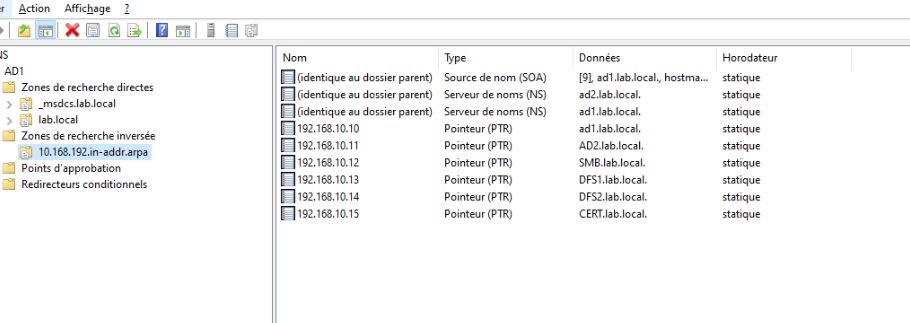 er Action Affichage ?
NS
AD1
Zones de recherche directes
_msdcs.lab.local
lab.local
Zones de recherche inversée
10.168.192.in-addr.arpa
Points d'approbation
Redirecteurs conditionnels
Nom Type Données Horodateur
(identique au dossier parent) Source de nom (SOA) [9], ad1.lab.local., hostma... statique
(identique au dossier parent) Serveur de noms (NS) ad2.lab.local. statique
(identique au dossier parent) Serveur de noms (NS) ad1.lab.local. statique
192.168.10.10 Pointeur (PTR) ad1.lab.local. statique
192.168.10.11 Pointeur (PTR) AD2.lab.local. statique
192.168.10.12 Pointeur (PTR) SMB.lab.local. statique
192.168.10.13 Pointeur (PTR) DFS1.lab.local. statique
192.168.10.14 Pointeur (PTR) DFS2.lab.local. statique
192.168.10.15 Pointeur (PTR) CERT.lab.local. statique